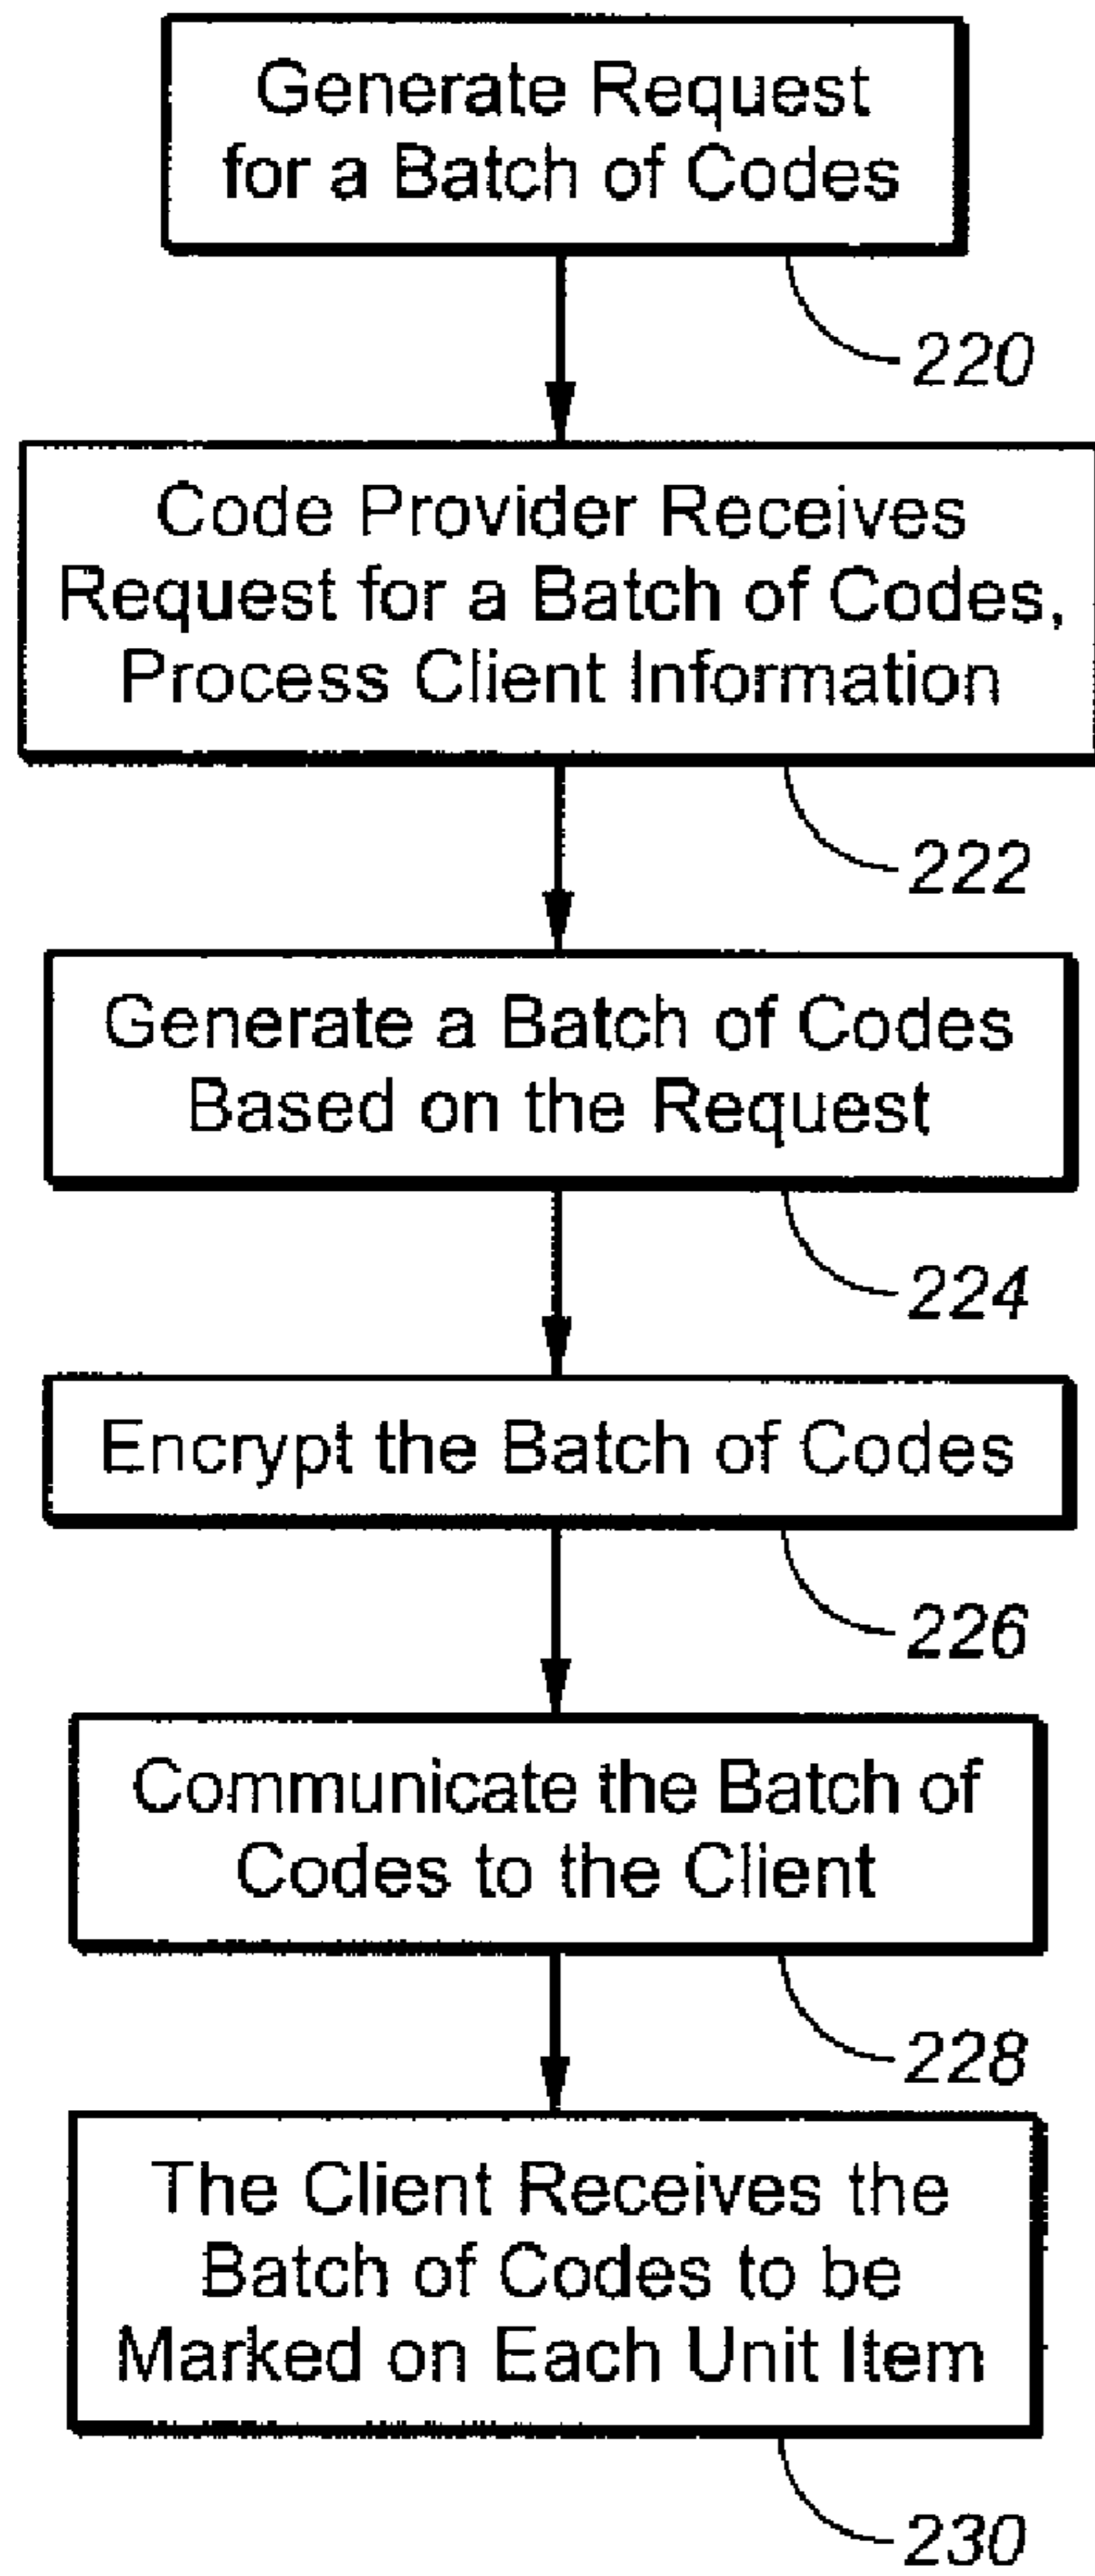 Generate Request
for a Batch of Codes
220
Code Provider Receives
Request for a Batch of Codes,
Process Client Information
222
Generate a Batch of Codes
Based on the Request
224
Encrypt the Batch of Codes
226
Communicate the Batch of
Codes to the Client
228
The Client Receives the
Batch of Codes to be
Marked on Each Unit Item
230